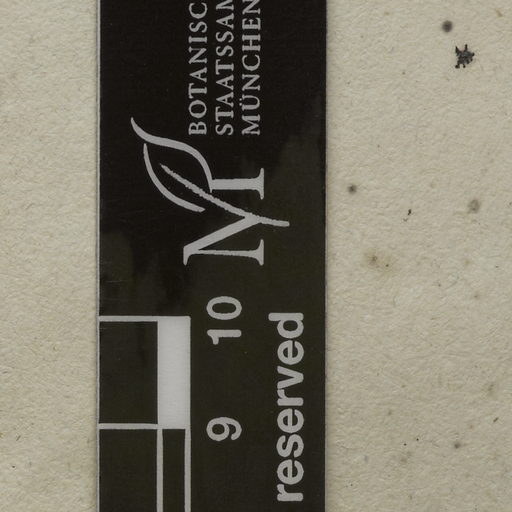 BOTANISC
STAATSSAM
MÜNCHEN
M
9 10
reserved